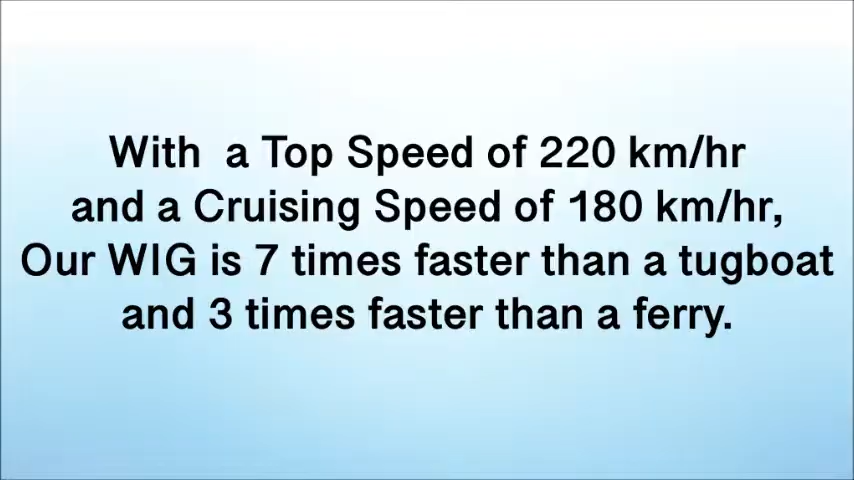 With  a Top Speed of 220 km/hr
and a Cruising Speed of 180 km/hr,
Our WIG is 7 times faster than a tugboat
and 3 times faster than a ferry.